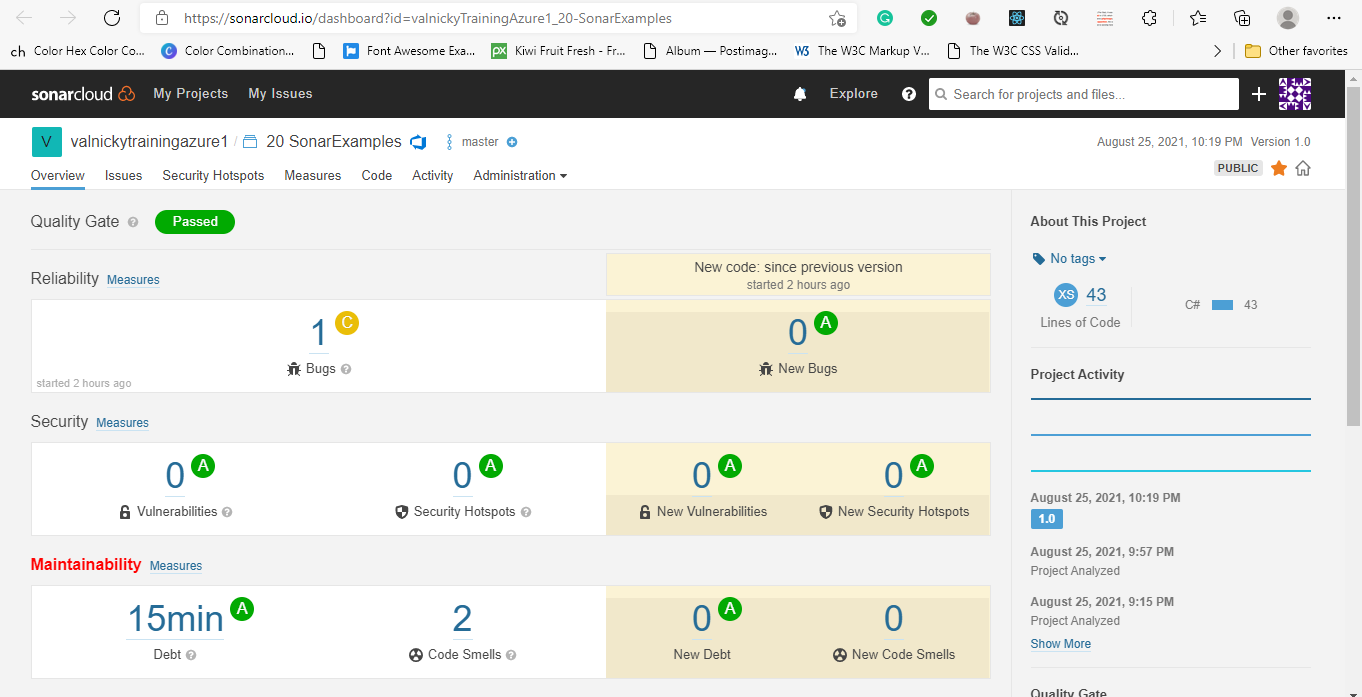 https://sonarcloud.io/dashboard?id=valnickyTrainingAzure1_20-SonarExamples
ch Color Hex Color Co... C Color Combination... Font Awesome Exa... px Kiwi Fruit Fresh - Fr... Album — Postimag... W3 The W3C Markup V... The W3C CSS Valid... Other favorites
sonarcloud My Projects My Issues Explore Search for projects and files...
V valnickytrainingazure1 / 20 SonarExamples master August 25, 2021, 10:19 PM Version 1.0
Overview Issues Security Hotspots Measures Code Activity Administration PUBLIC
Quality Gate Passed
Reliability Measures
New code: since previous version
started 2 hours ago
1 C
Bugs
started 2 hours ago
0 A
New Bugs
Security Measures
0 A 0 A 0 A 0 A
Vulnerabilities Security Hotspots New Vulnerabilities New Security Hotspots
Maintainability Measures
15min A 2 0 A 0
Debt Code Smells New Debt New Code Smells
About This Project
No tags
XS 43 C# 43
Lines of Code
Project Activity
August 25, 2021, 10:19 PM
1.0
August 25, 2021, 9:57 PM
Project Analyzed
August 25, 2021, 9:15 PM
Project Analyzed
Show More
Quality Gate